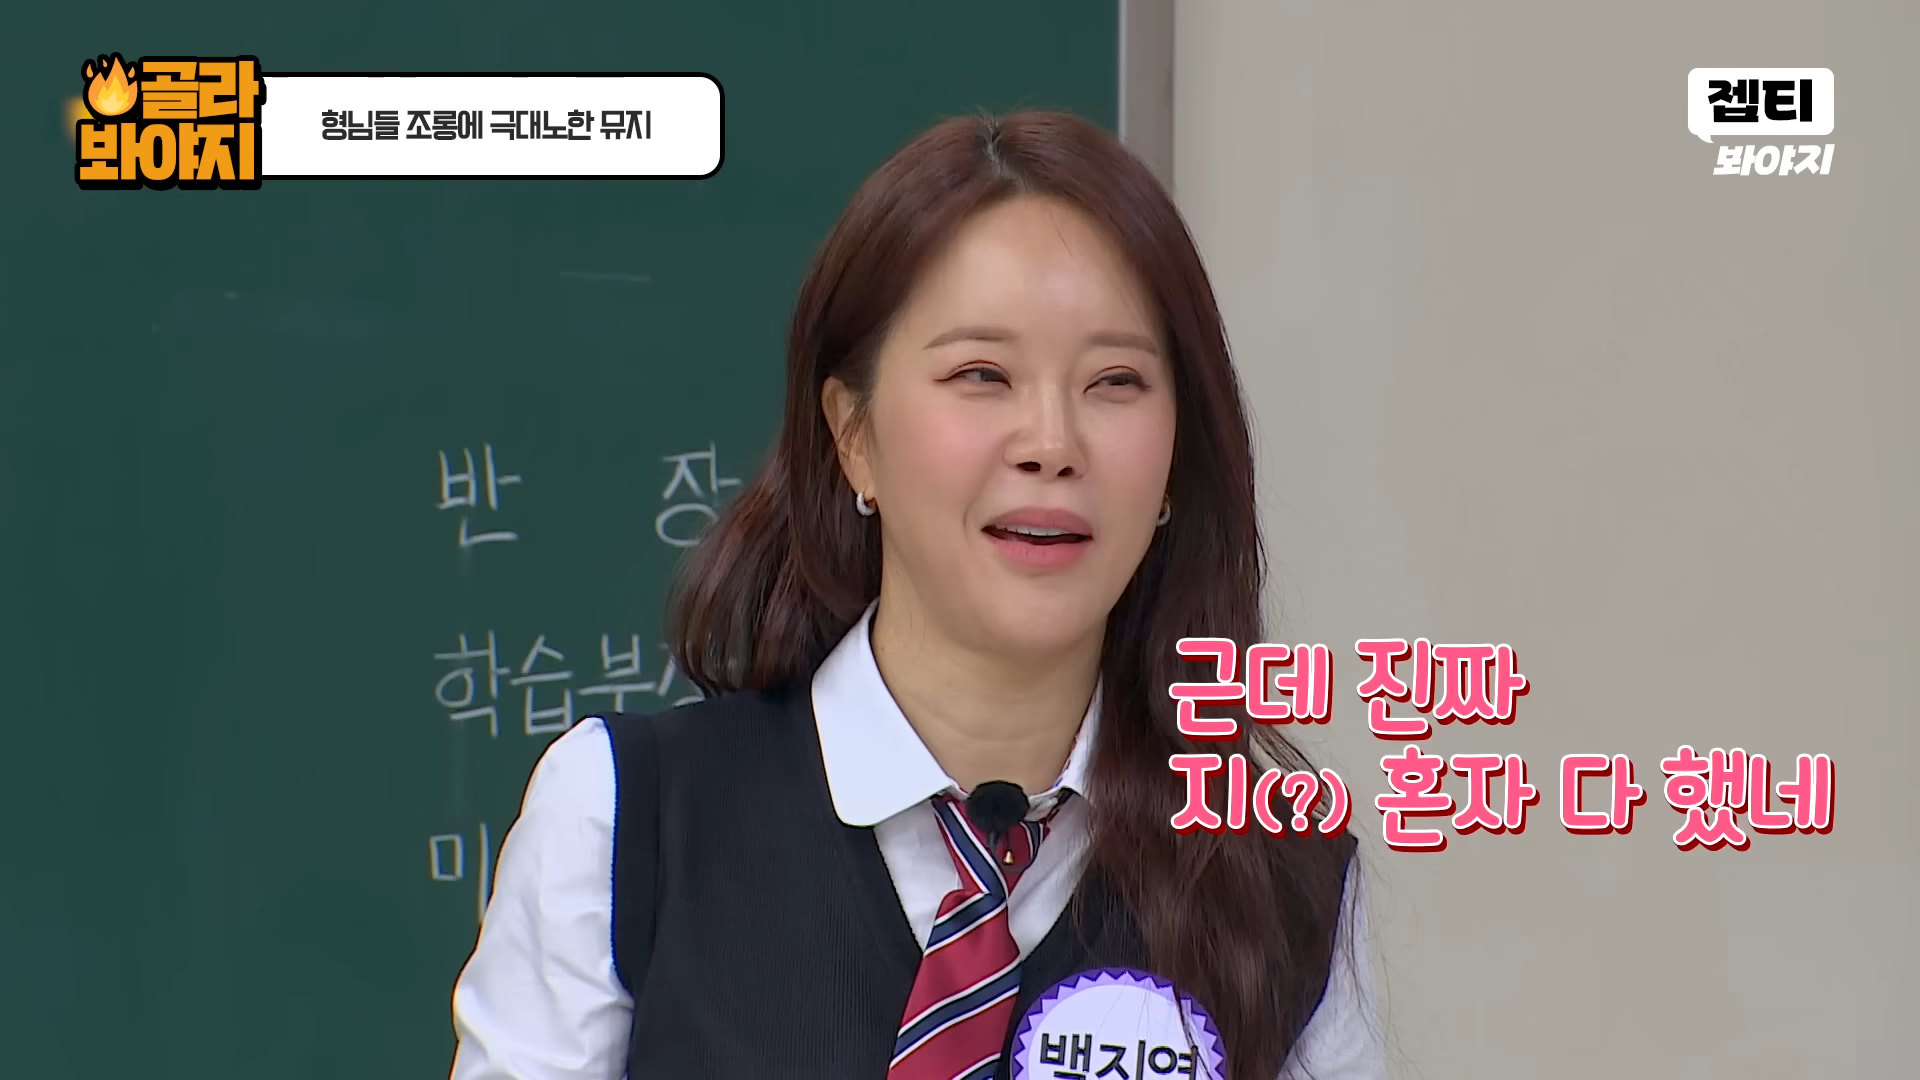 골라
봐야지
형님들 조롱에 극대노한 뮤지
젭티
봐야지
반 장
학습부장
미
근데 진짜
지(?) 혼자 다 했네
백지영